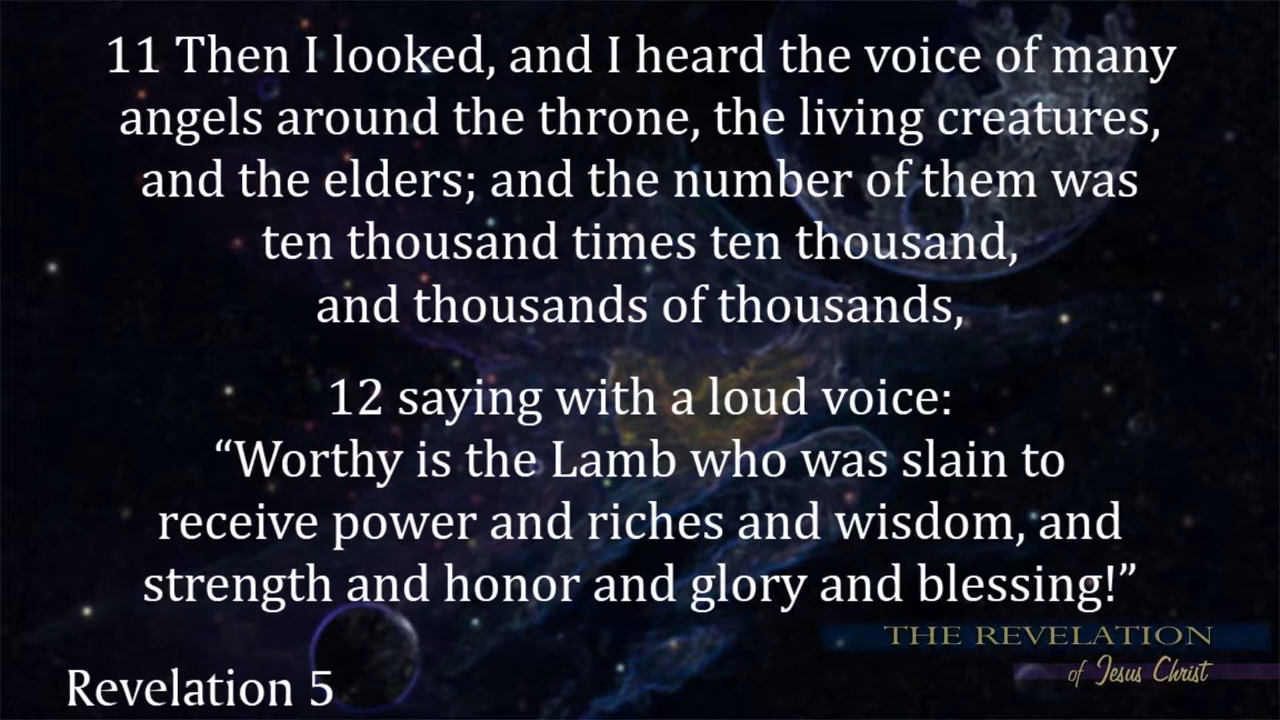 11 Then I looked, and I heard the voice of many
angels around the throne, the living creatures,
and the elders; and the number of them was
ten thousand times ten thousand,
and thousands of thousands,
12 saying with a loud voice:
“Worthy is the Lamb who was slain to
receive power and riches and wisdom, and
strength and honor and glory and blessing!”
THE REVELATION
of Jesus Christ
Revelation 5